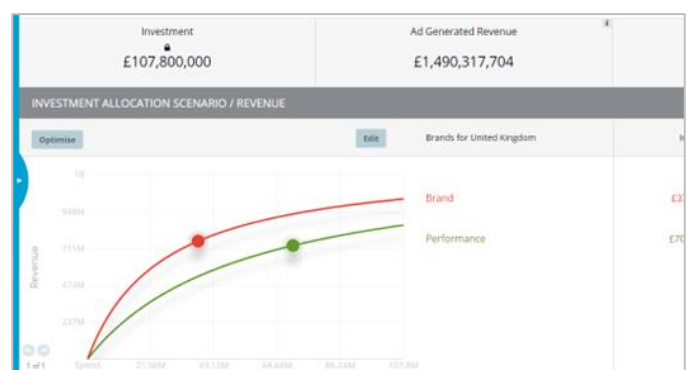 Investment
Ad Generated Revenue
£107,800,000
£1,490,317,704
INVESTMENT ALLOCATION SCENARIO / REVENUE
Optimise
Edit
Brands for United Kingdom
Brand
Performance
Revenue
948M
711M
474M
237M
1 of 1
Spend
21.56M
43.12M
64.68M
86.24M
107.8M